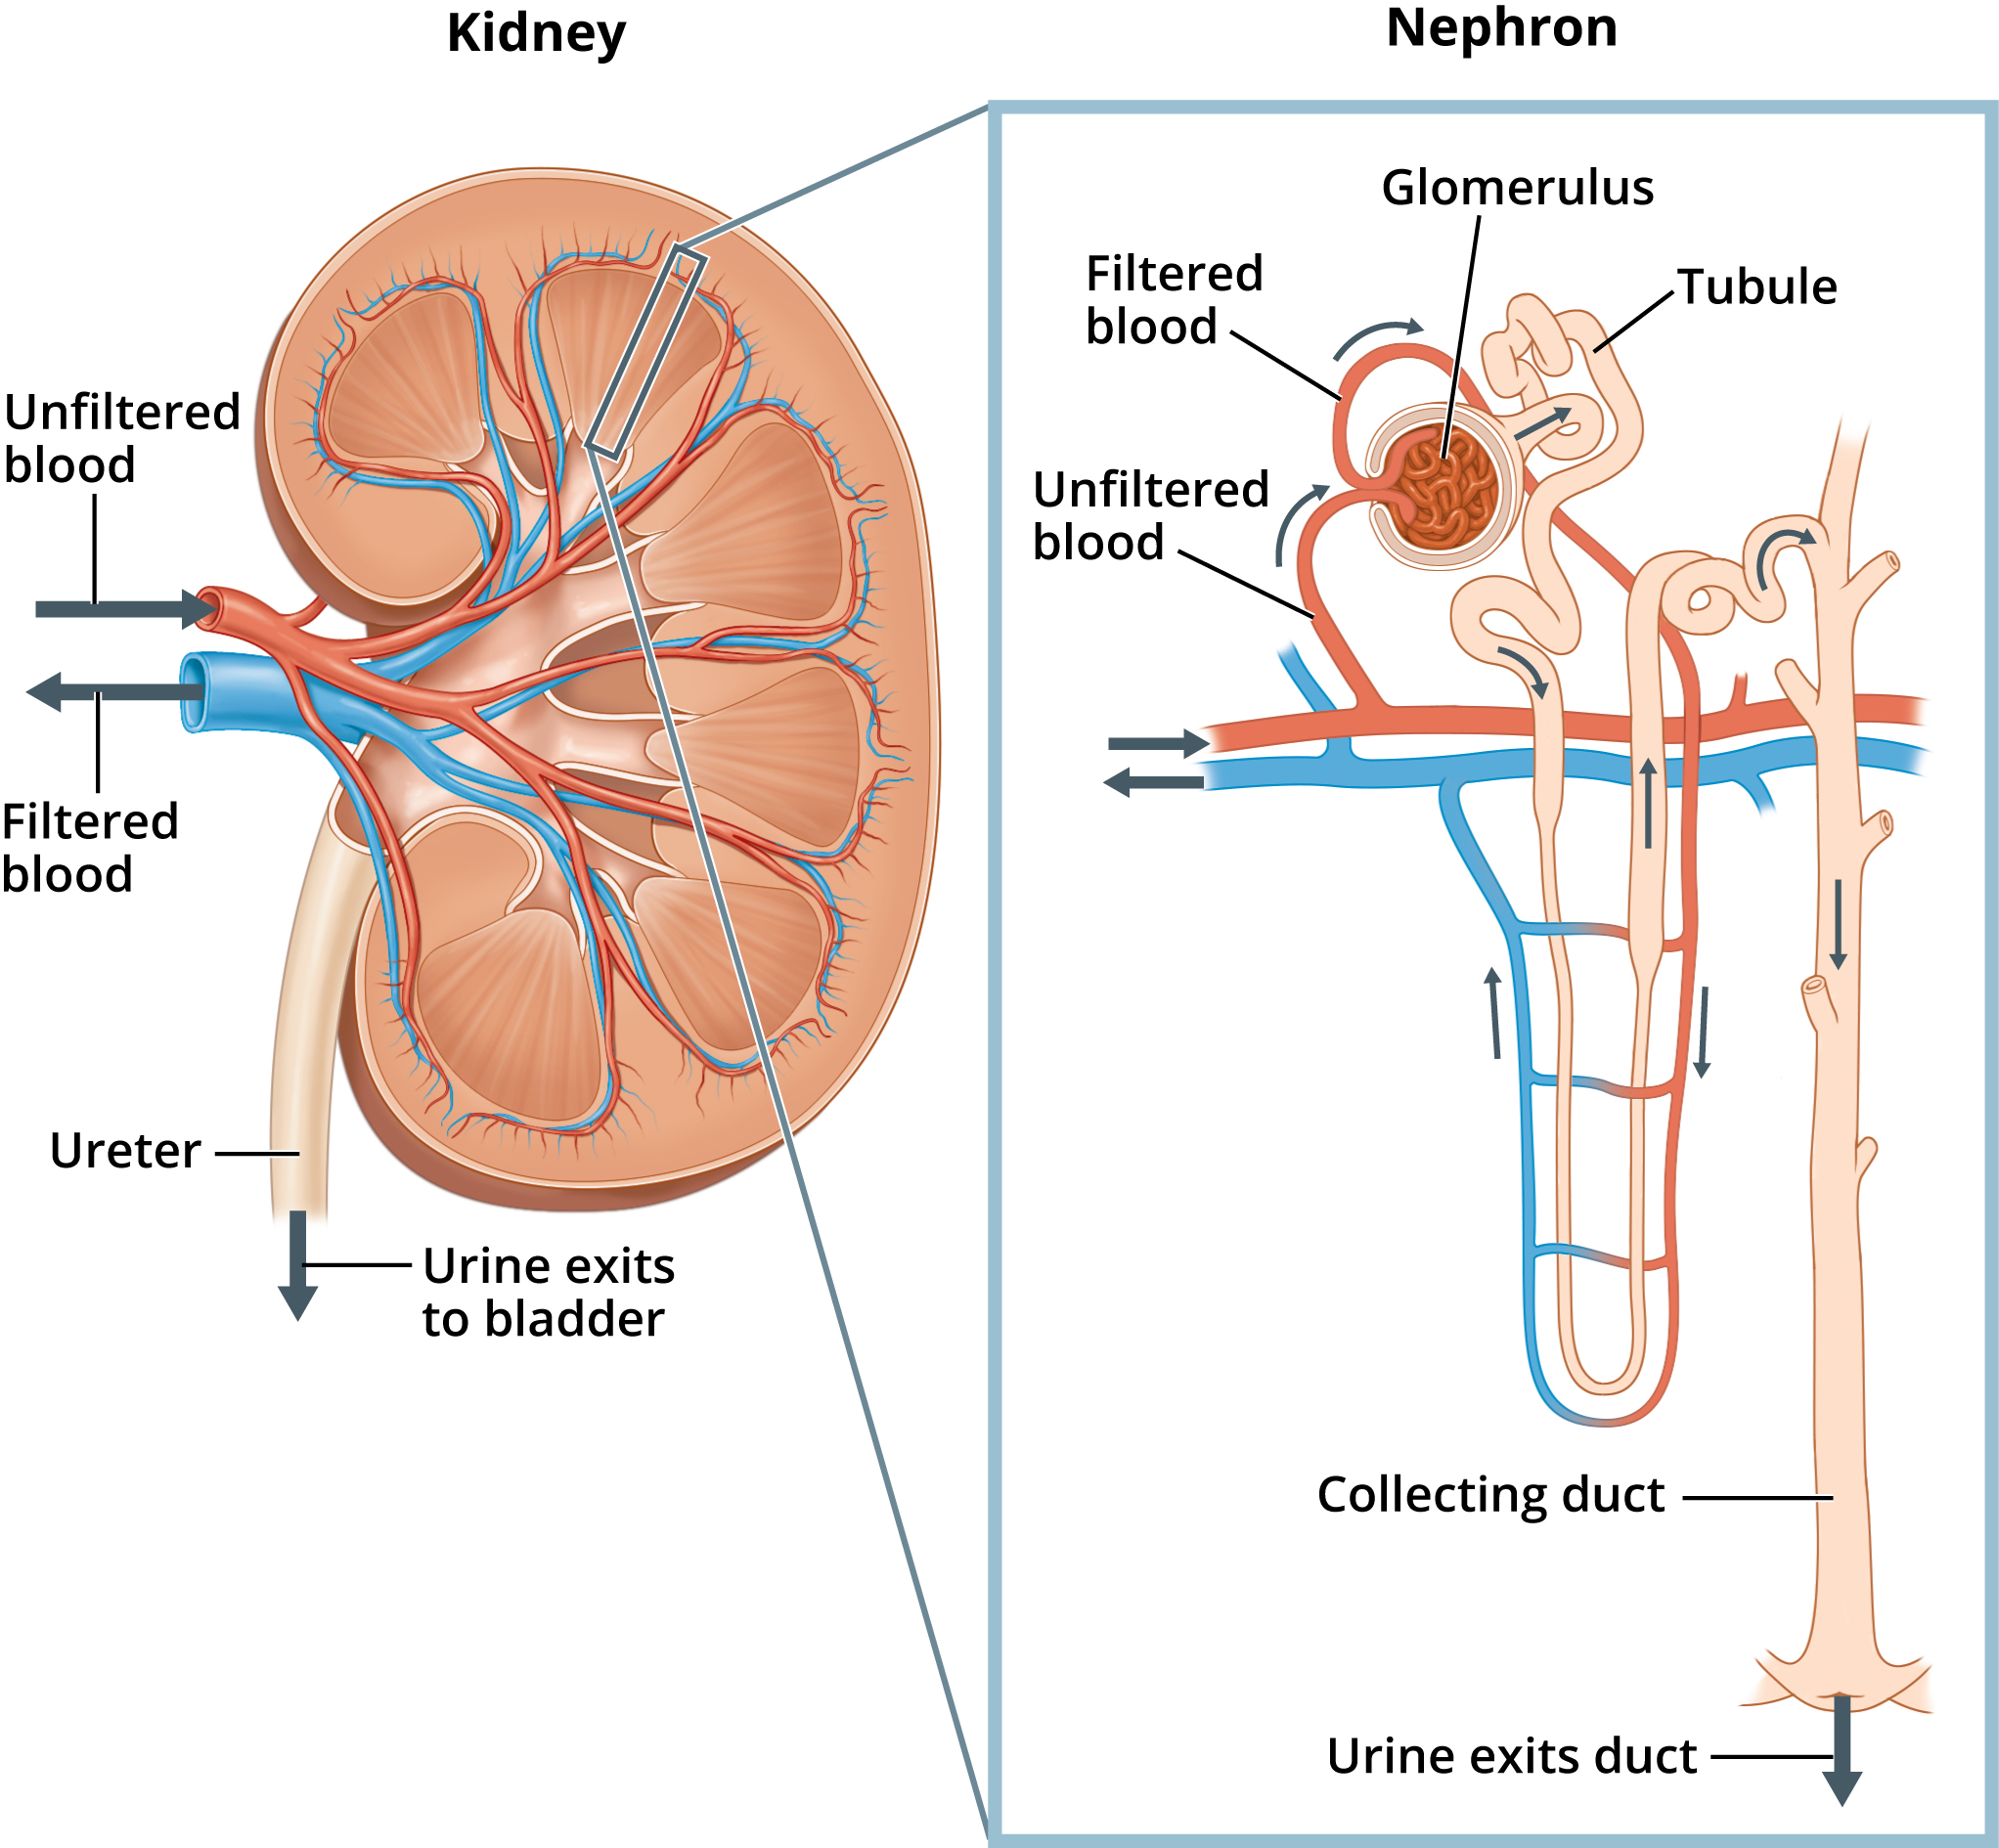 Kidney
Unfiltered
blood
Filtered
blood
Ureter
Urine exits
to bladder
Nephron
Glomerulus
Filtered
blood
Tubule
Unfiltered
blood
Collecting duct
Urine exits duct